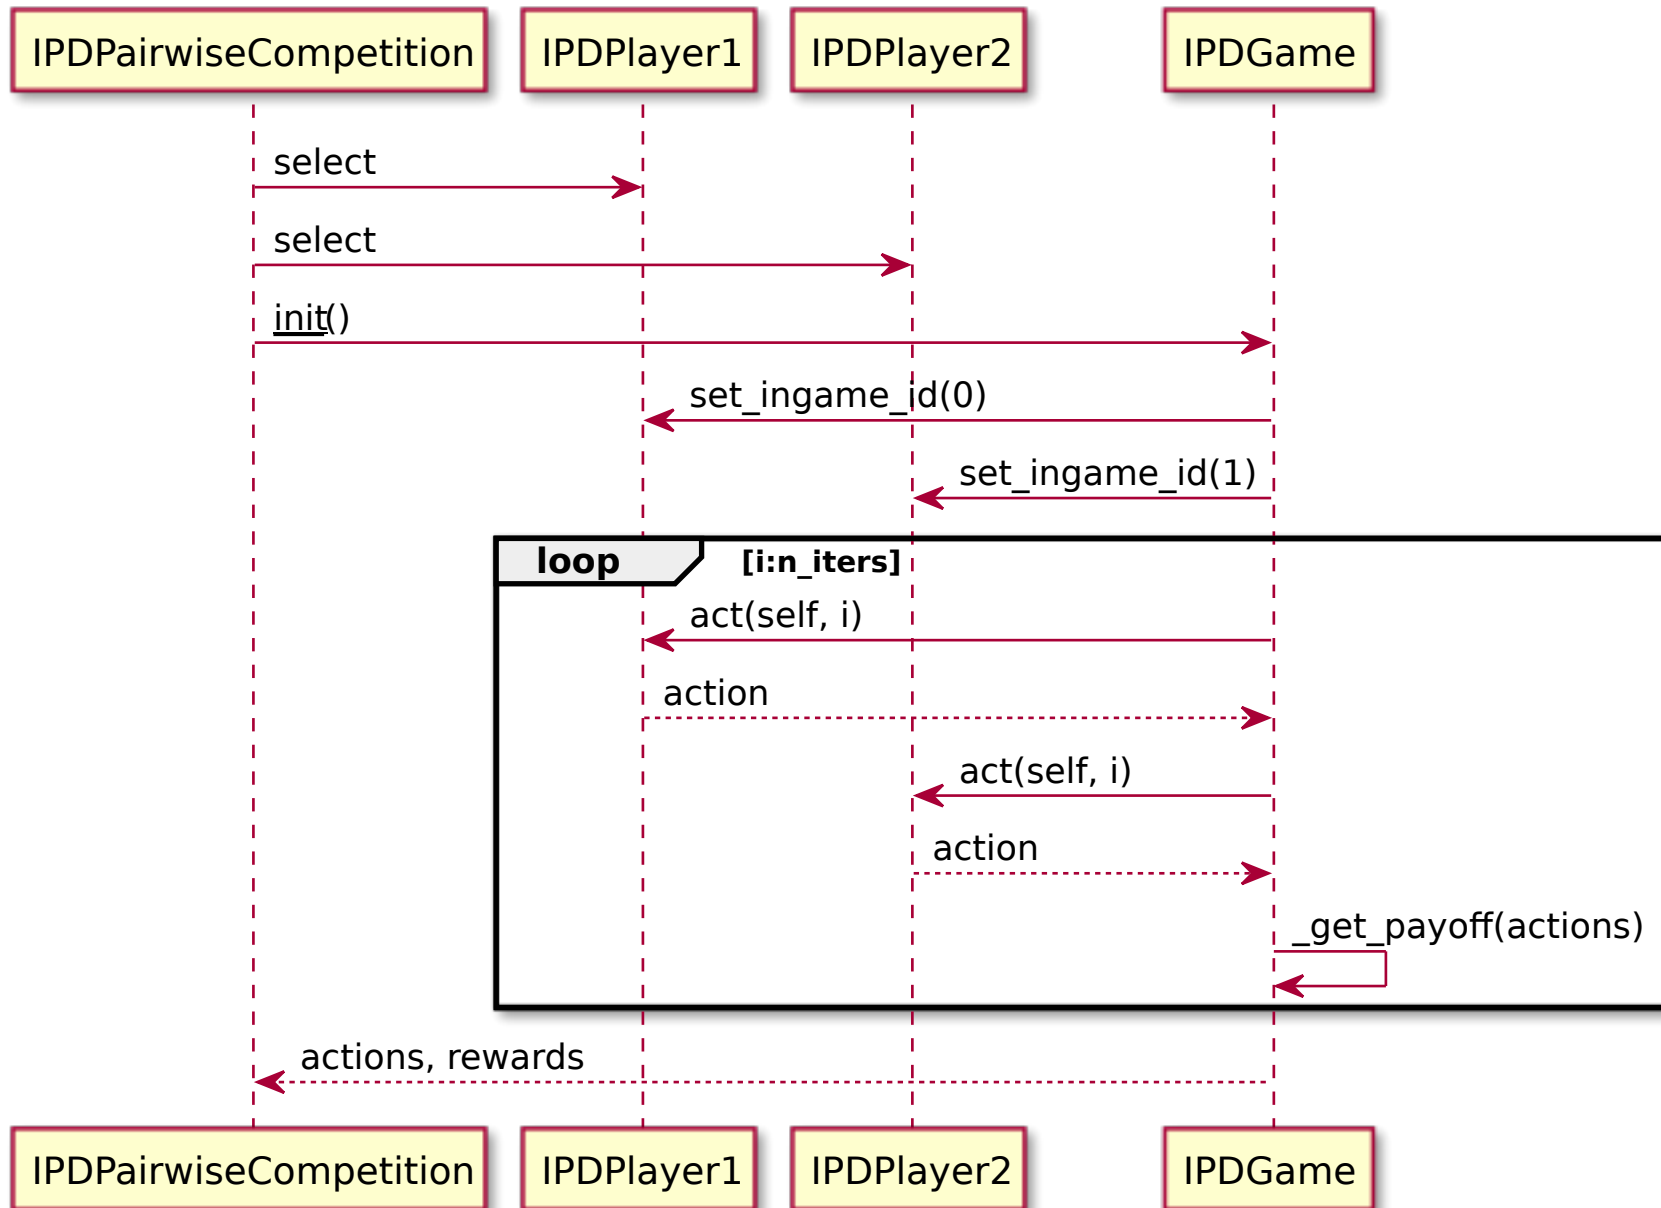 IPDPairwiseCompetition IPDPlayer1 IPDPlayer2 IPDGame
select
select
init()
set_ingame_id(0)
set_ingame_id(1)
loop [i:n_iters]
act(self, i)
action
act(self, i)
action
_get_payoff(actions)
actions, rewards
IPDPairwiseCompetition IPDPlayer1 IPDPlayer2 IPDGame